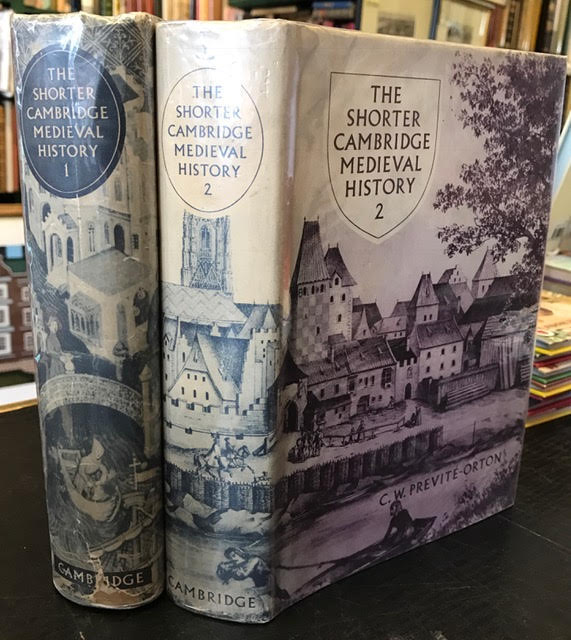 THE
SHORTER
CAMBRIDGE
MEDIEVAL
HISTORY
1
CAMBRIDGE
THE
SHORTER
CAMBRIDGE
MEDIEVAL
HISTORY
2
CAMBRIDGE
THE
SHORTER
CAMBRIDGE
MEDIEVAL
HISTORY
2
C. W. PREVITÉ-ORTON